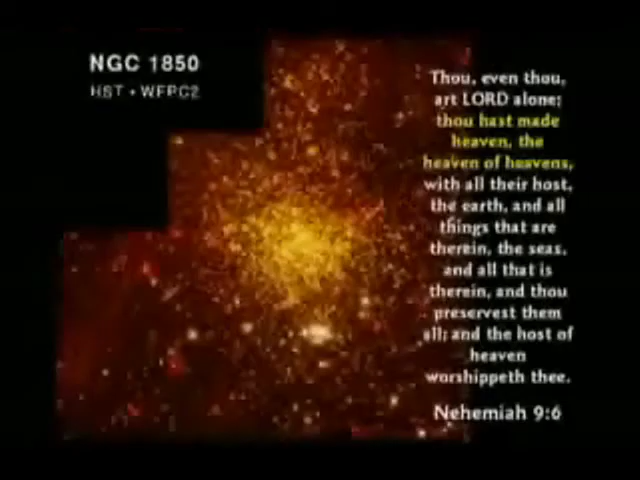 NGC 1850
HST • WFPC2
Thou, even thou,
art LORD alone;
thou hast made
heaven, the
heaven of heavens,
with all their host,
the earth, and all
things that are
therein, the seas,
and all that is
therein, and thou
preservest them
all; and the host of
heaven
worshippeth thee.
Nehemiah 9:6